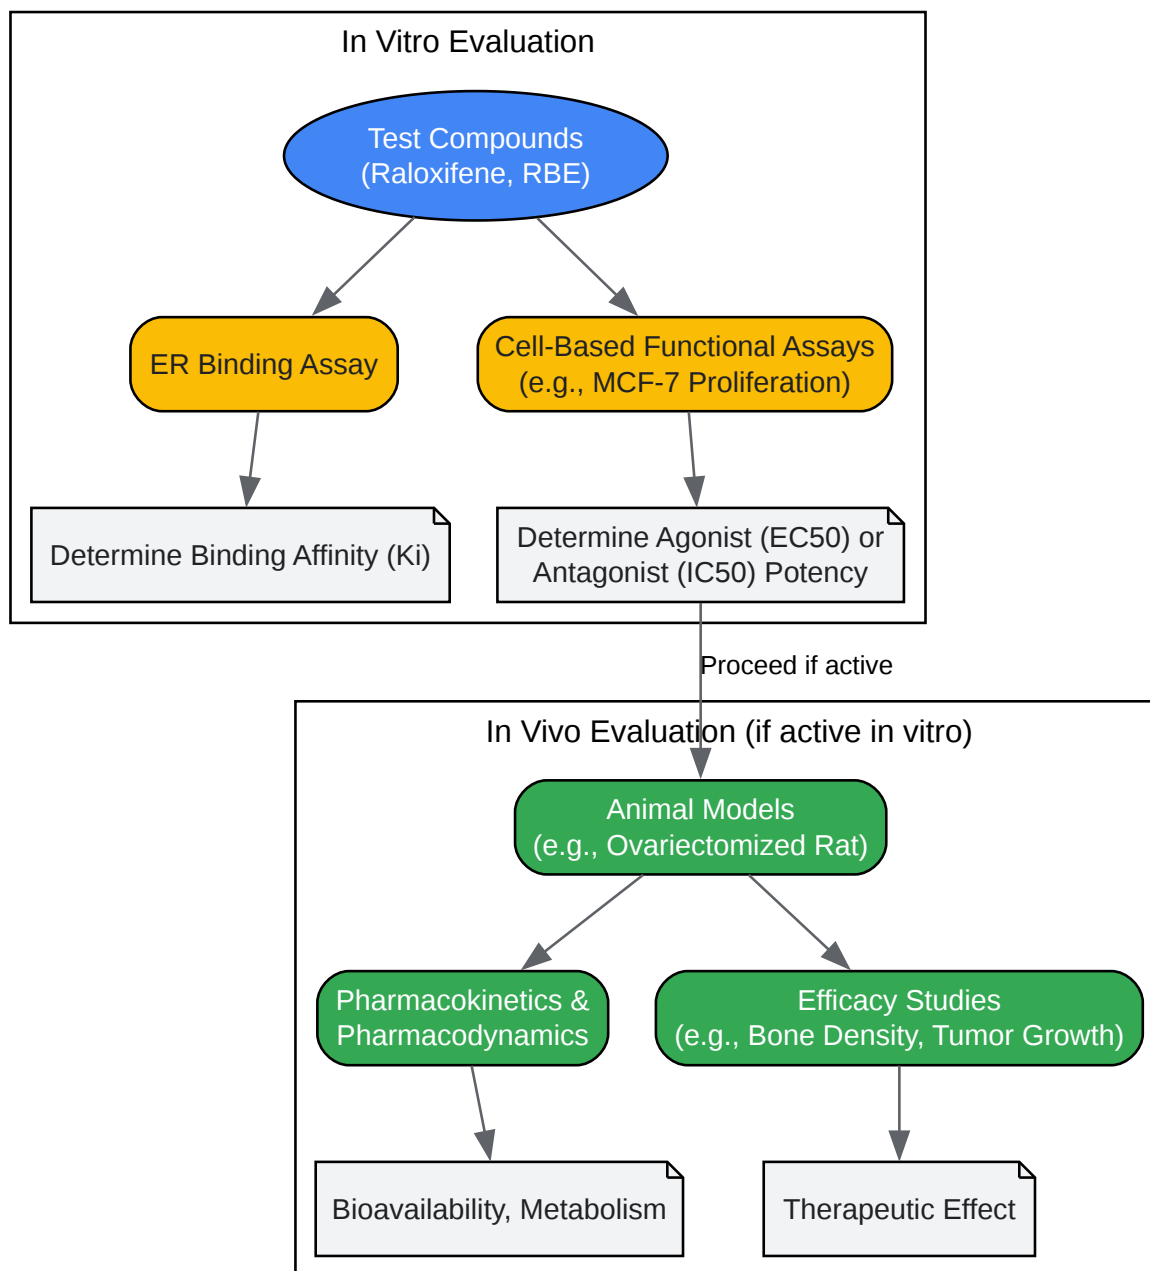 In Vitro Evaluation
Test Compounds
(Raloxifene, RBE)
ER Binding Assay
Cell-Based Functional Assays
(e.g., MCF-7 Proliferation)
Determine Binding Affinity (Ki)
Determine Agonist (EC50) or
Antagonist (IC50) Potency
Proceed if active
In Vivo Evaluation (if active in vitro)
Animal Models
(e.g., Ovariectomized Rat)
Pharmacokinetics &
Pharmacodynamics
Efficacy Studies
(e.g., Bone Density, Tumor Growth)
Bioavailability, Metabolism
Therapeutic Effect